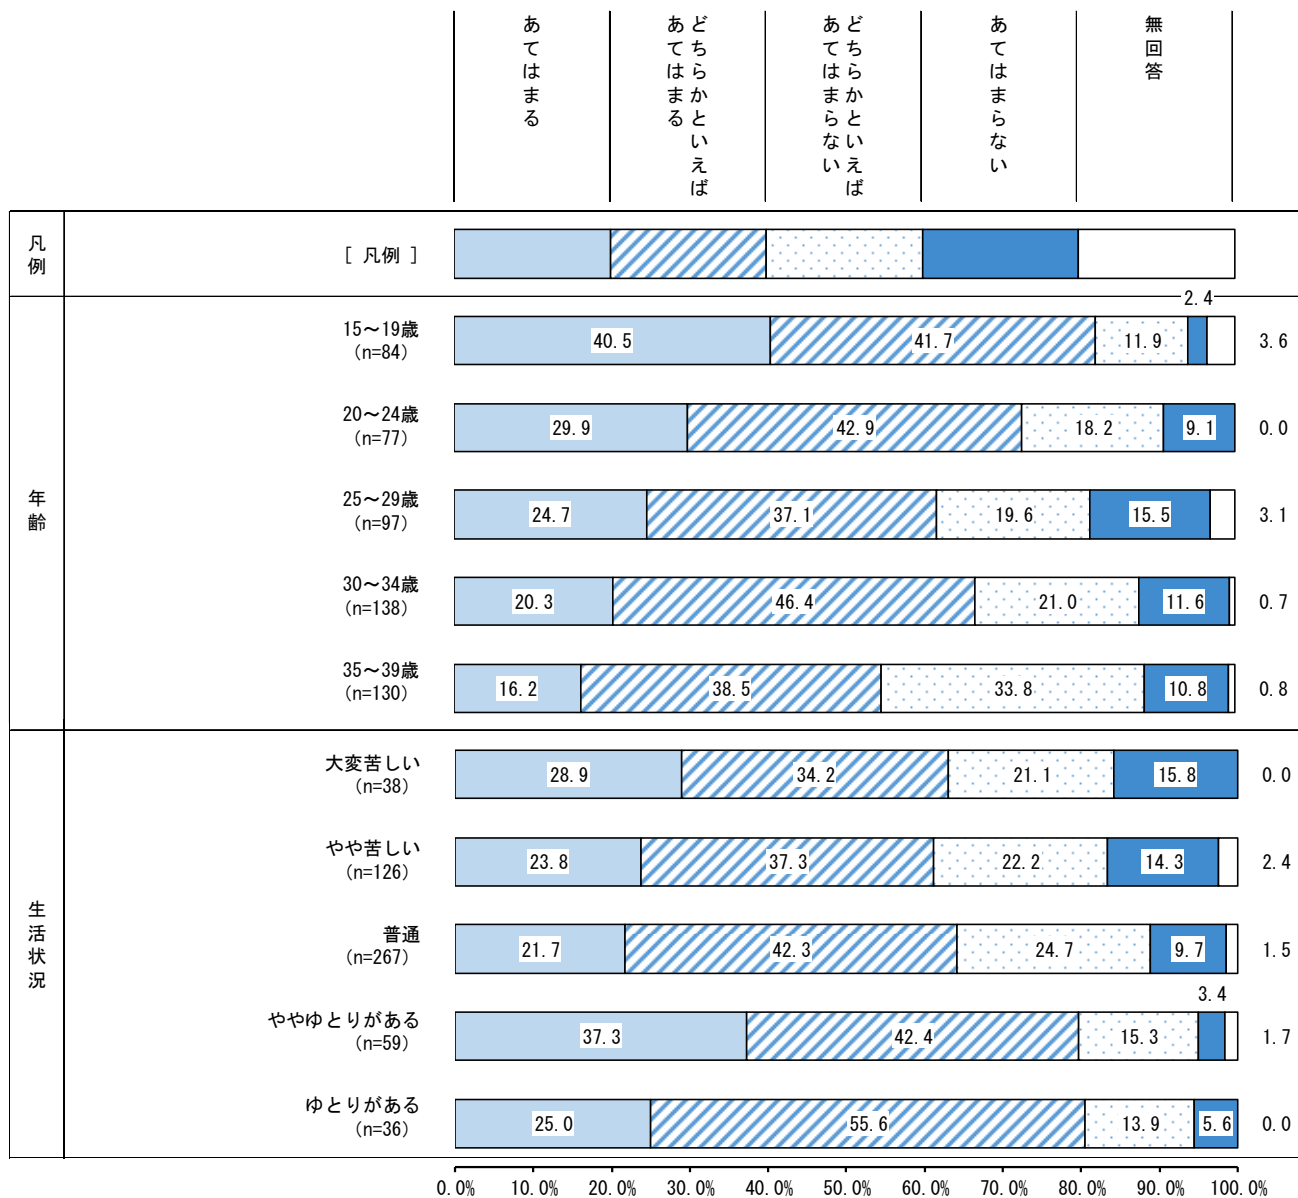 あてはまる
どちらかといえば
あてはまる
どちらかといえば
あてはまらない
あてはまらない
無回答
凡例
[ 凡例 ]
年齢
2.4
15～19歳
(n=84)
40.5 41.7 11.9 3.6
20～24歳
(n=77)
29.9 42.9 18.2 9.1 0.0
25～29歳
(n=97)
24.7 37.1 19.6 15.5 3.1
30～34歳
(n=138)
20.3 46.4 21.0 11.6 0.7
35～39歳
(n=130)
16.2 38.5 33.8 10.8 0.8
生活状況
大変苦しい
(n=38)
28.9 34.2 21.1 15.8 0.0
やや苦しい
(n=126)
23.8 37.3 22.2 14.3 2.4
普通
(n=267)
21.7 42.3 24.7 9.7 1.5
3.4
ややゆとりがある
(n=59)
37.3 42.4 15.3 1.7
ゆとりがある
(n=36)
25.0 55.6 13.9 5.6 0.0
0.0% 10.0% 20.0% 30.0% 40.0% 50.0% 60.0% 70.0% 80.0% 90.0% 100.0%